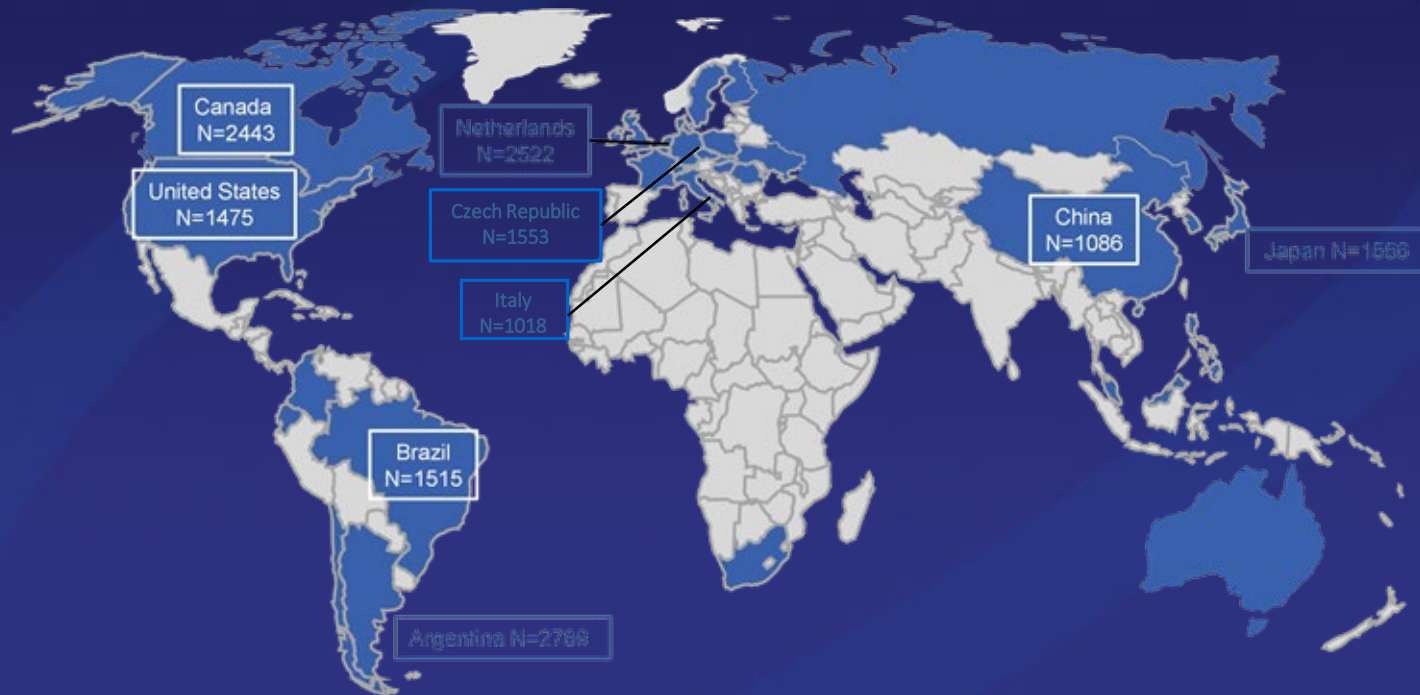 Canada
N=2443
Netherlands
N=2522
United States
N=1475
Czech Republic
N=1553
China
N=1086
Japan
Italy
N=1018
Brazil
N=1515
Argentina